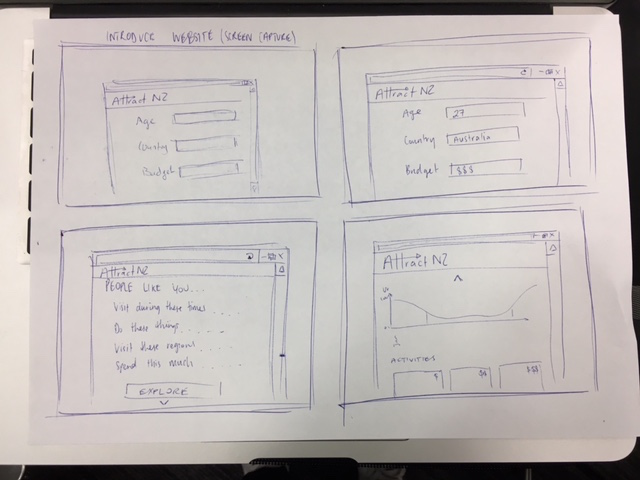 INTRODUCE WEBSITE (SCREEN CAPTURE)
Attract NZ
Age
Country
Budget
Attract NZ
Age 27
Country Australia
Budget $$$
Attract NZ
PEOPLE LIKE YOU...
Visit during these times....
Do these things......
Visit these regions....
Spend this much....
EXPLORE
Attract NZ
ACTIVITIES
$ $$ $$$